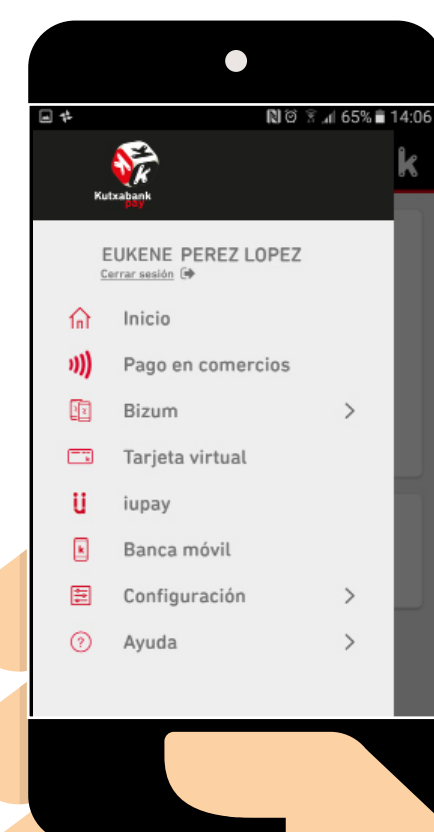 65% 14:06
k
Kutxabank
pay
EUKENE PEREZ LOPEZ
Cerrar sesión
Inicio
Pago en comercios
Bizum
Tarjeta virtual
iupay
Banca móvil
Configuración
Ayuda